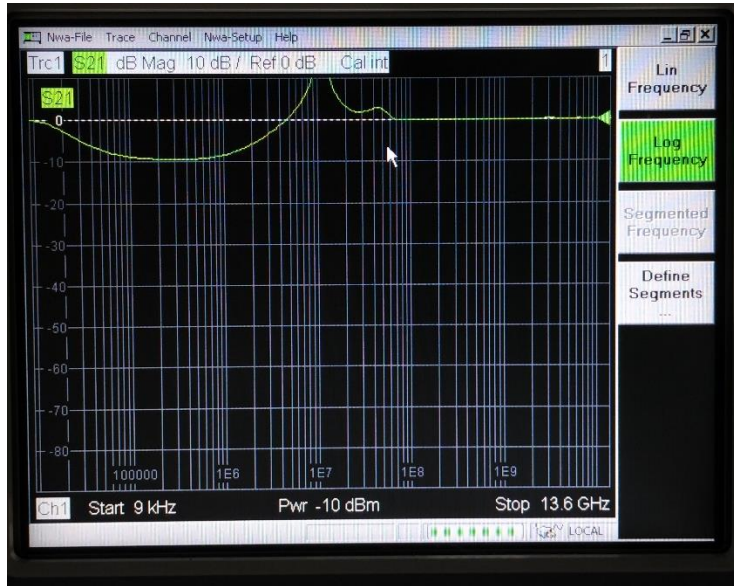 Nwa-File Trace Channel Nwa-Setup Help
Trc1 S21 dB Mag 10 dB / Ref 0 dB Cal int 1
S21
0
-10
-20
-30
-40
-50
-60
-70
-80
100000 1E6 1E7 1E8 1E9
Ch1 Start 9 kHz Pwr -10 dBm Stop 13.6 GHz
LOCAL
Lin
Frequency
Log
Frequency
Segmented
Frequency
Define
Segments
...